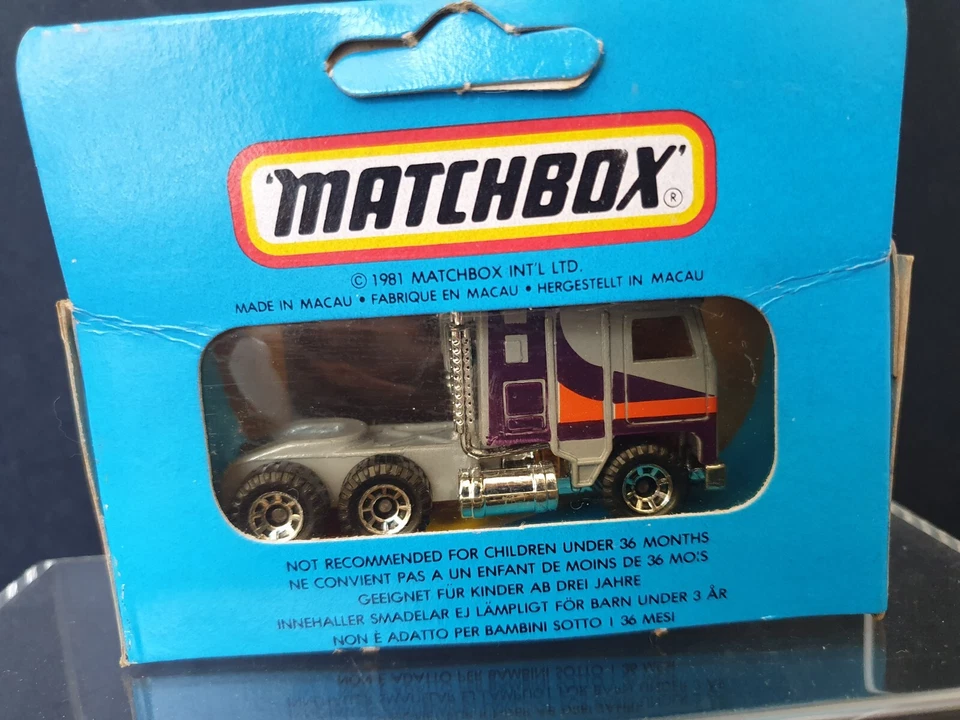 'MATCHBOX' ®
© 1981 MATCHBOX INT'L LTD.
MADE IN MACAU • FABRIQUE EN MACAU • HERGESTELLT IN MACAU
NOT RECOMMENDED FOR CHILDREN UNDER 36 MONTHS
NE CONVIENT PAS A UN ENFANT DE MOINS DE 36 MO:S
GEEIGNET FÜR KINDER AB DREI JAHRE
INNEHALLER SMADELAR EJ LÄMPLIGT FÖR BARN UNDER 3 ÅR
NON È ADATTO PER BAMBINI SOTTO I 36 MESI